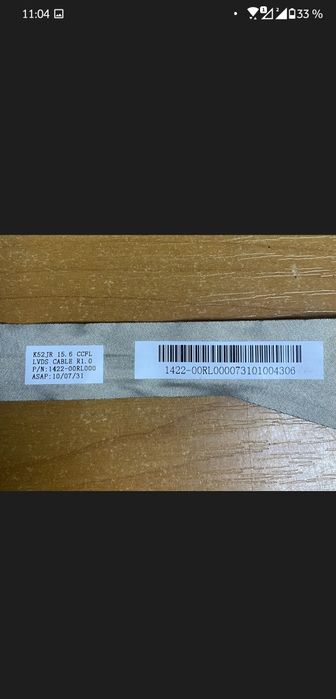 11:04
33 %
K52JR 15.6 CCFL
LVDS CABLE R1.0
P/N:1422-00RL000
ASAP:10/07/31
1422-00RL000073101004306